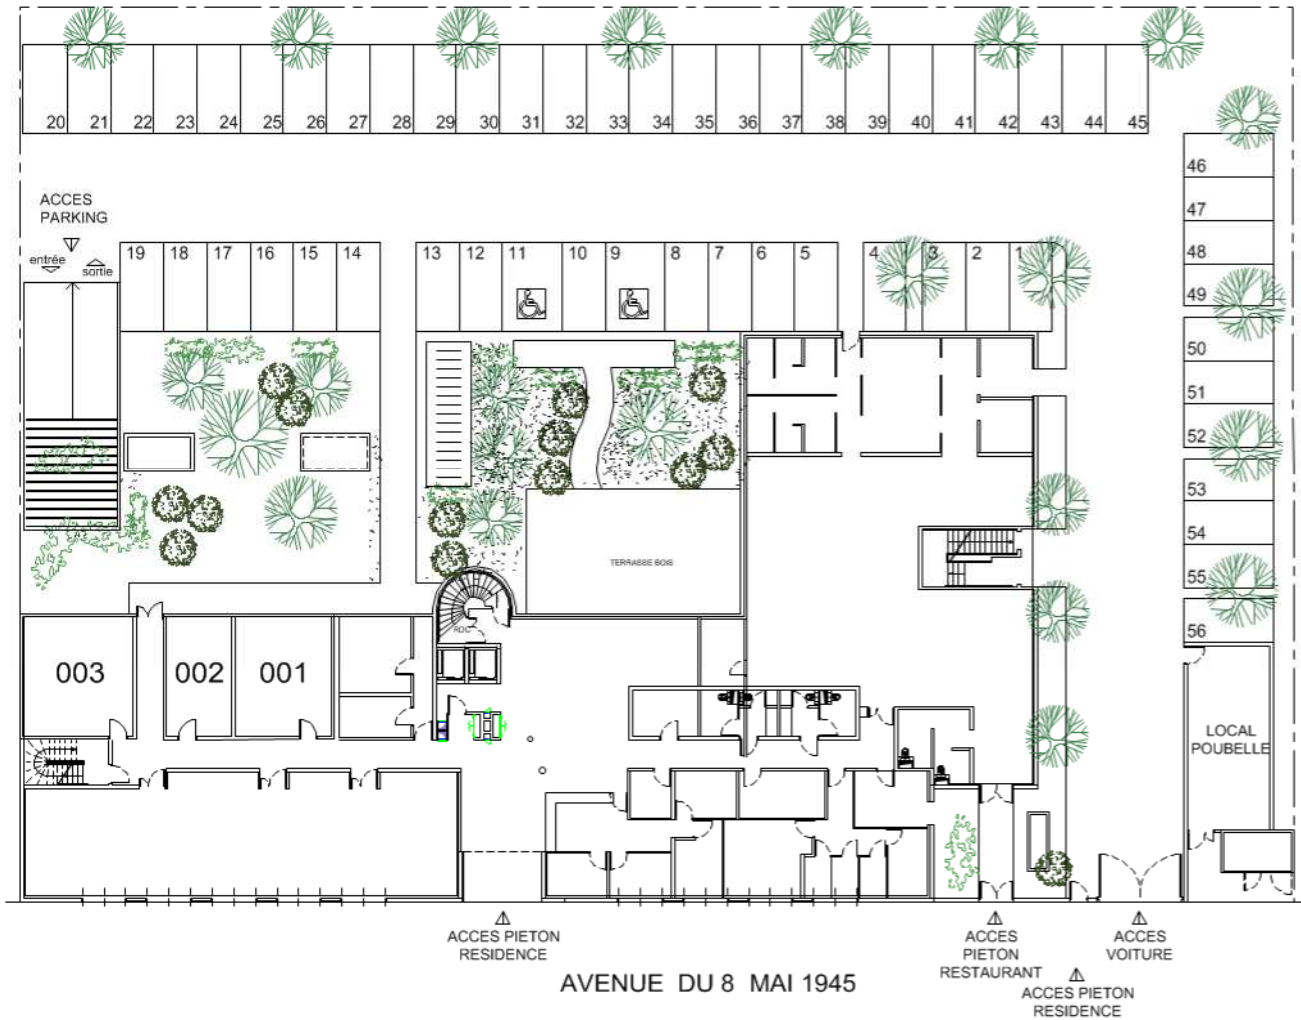 20 21 22 23 24 25 26 27 28 29 30 31 32 33 34 35 36 37 38 39 40 41 42 43 44 45
46
47
48
49
50
51
52
53
54
55
56
ACCES
PARKING
entrée
sortie
19 18 17 16 15 14 13 12 11 10 9 8 7 6 5 4 3 2 1
TERRASSE BOIS
RDC
003 002 001
LOCAL
POUBELLE
ACCES PIETON
RESIDENCE
ACCES
PIETON
RESTAURANT
ACCES
VOITURE
ACCES PIETON
RESIDENCE
AVENUE DU 8 MAI 1945